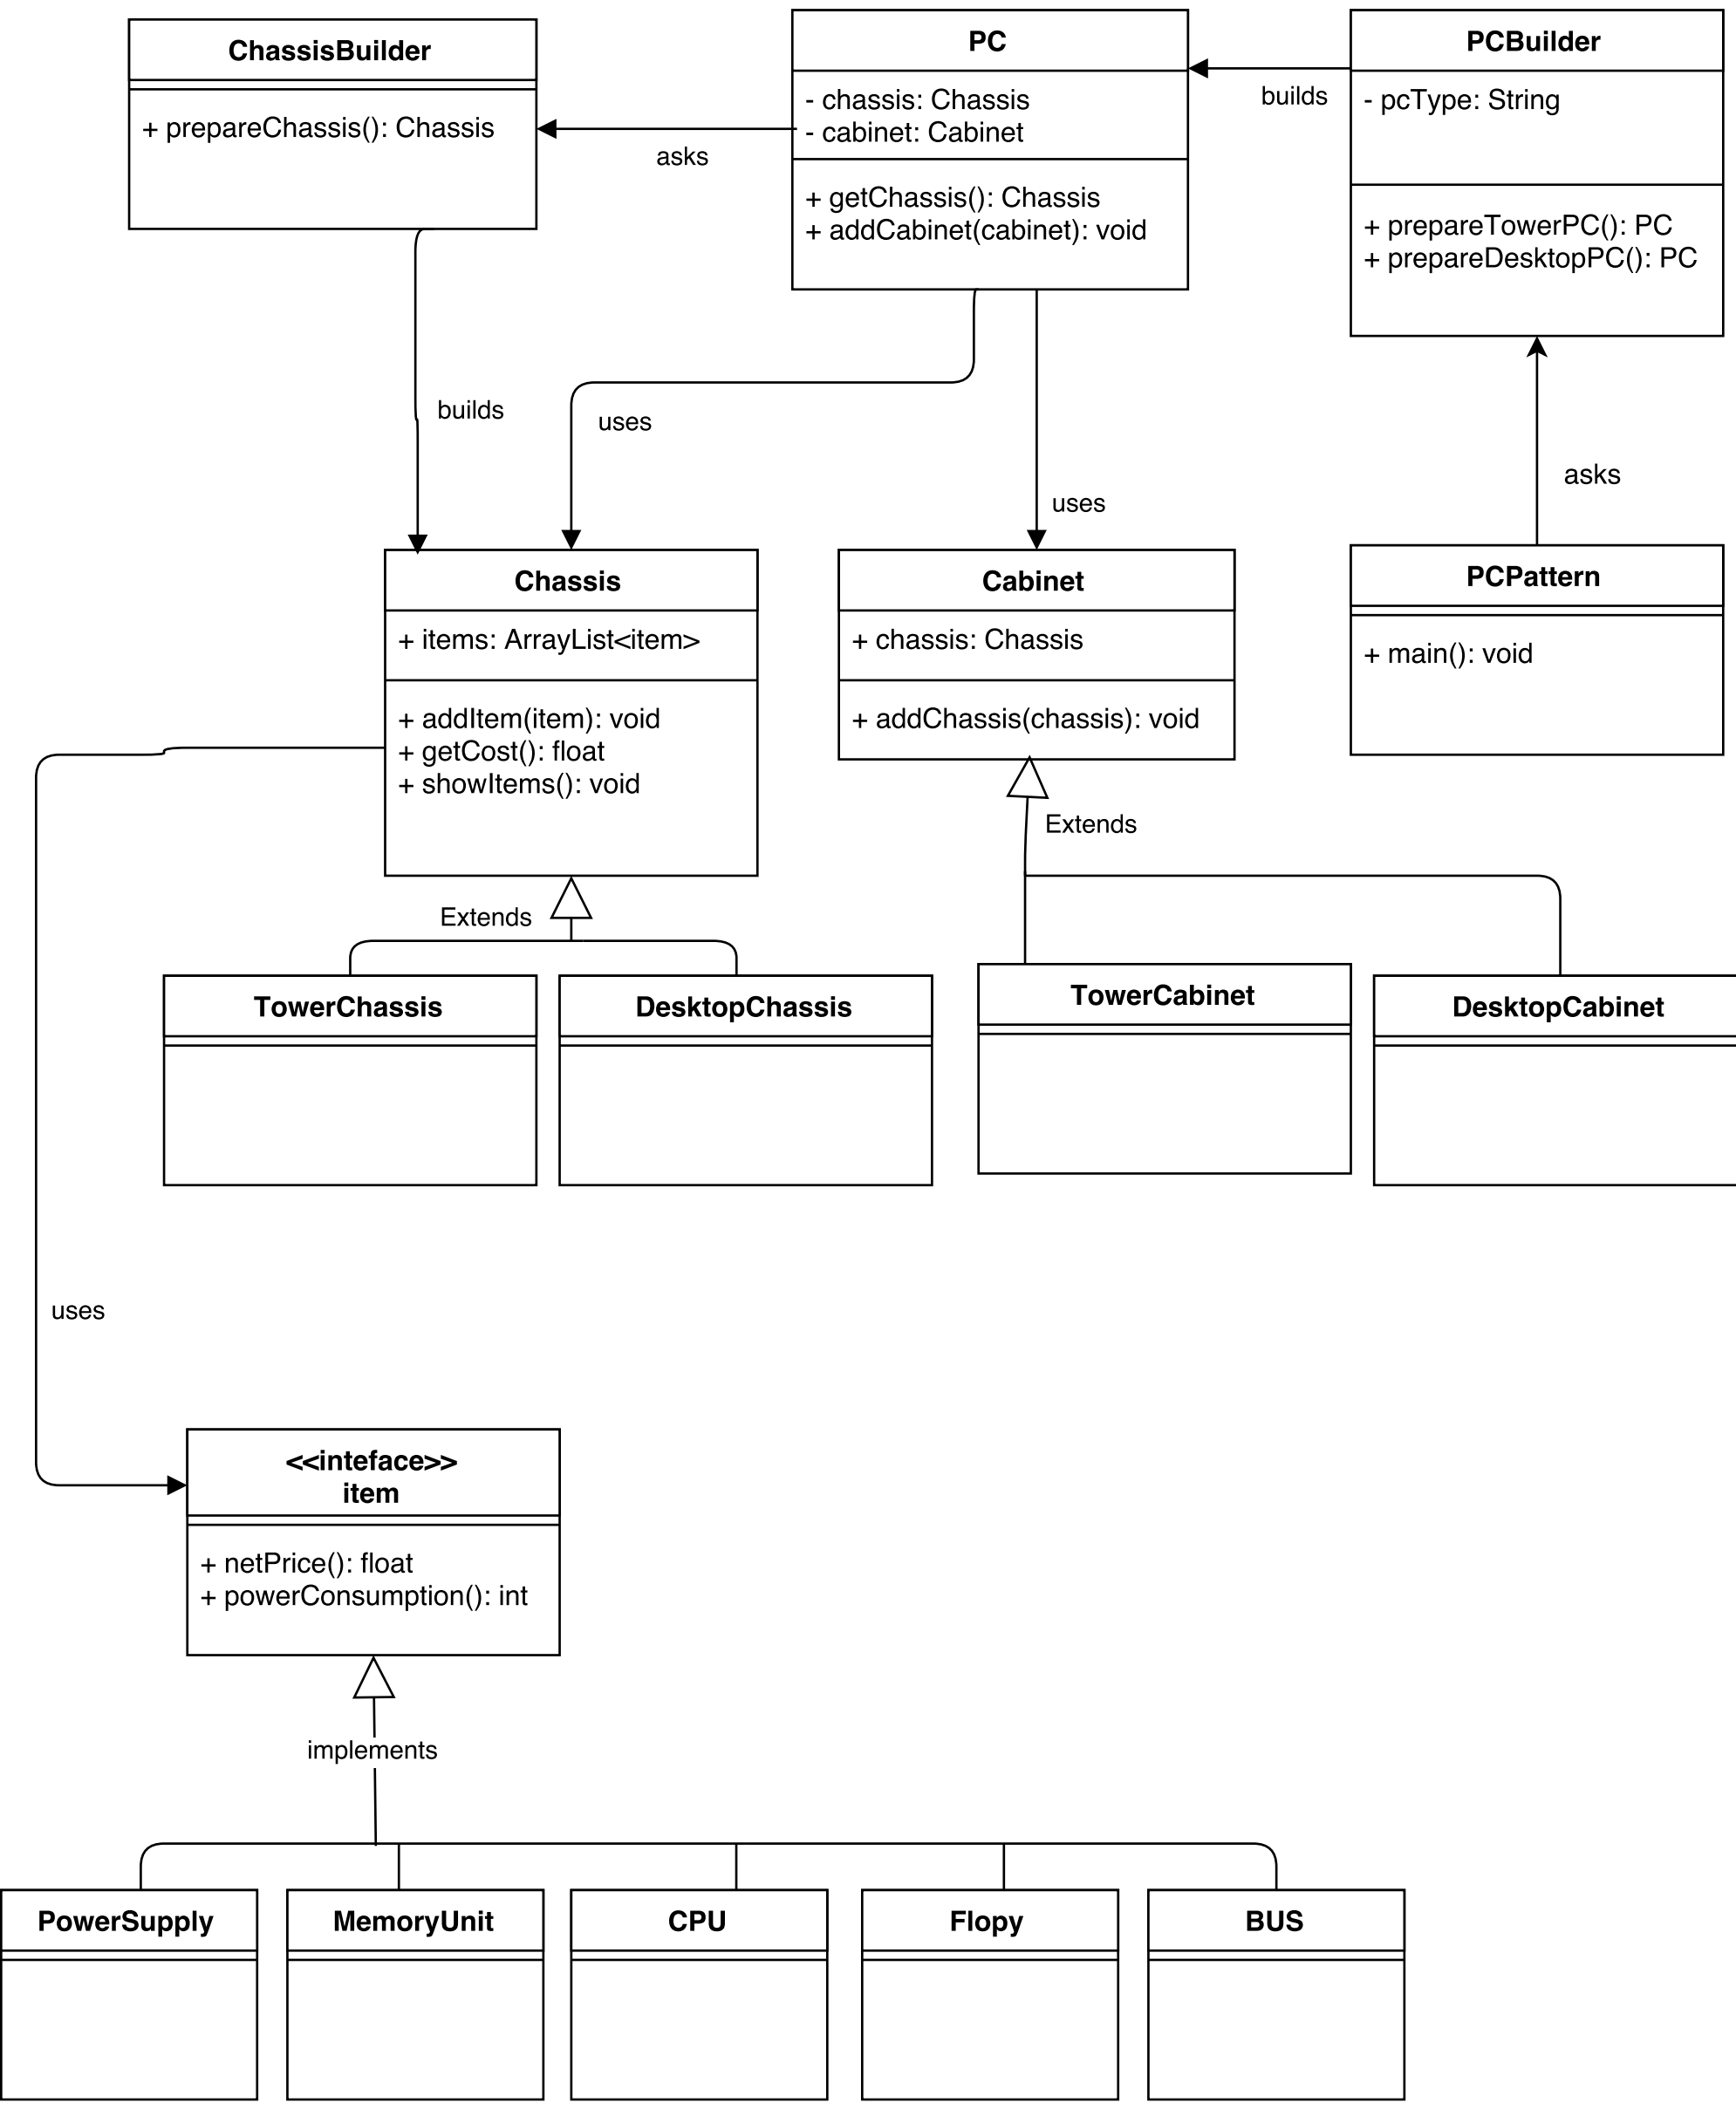 ChassisBuilder
+ prepareChassis(): Chassis
asks
PC
- chassis: Chassis
- cabinet: Cabinet
+ getChassis(): Chassis
+ addCabinet(cabinet): void
builds
PCBuilder
- pcType: String
+ prepareTowerPC(): PC
+ prepareDesktopPC(): PC
builds
uses
uses
asks
Chassis
+ items: ArrayList<item>
+ addItem(item): void
+ getCost(): float
+ showItems(): void
Cabinet
+ chassis: Chassis
+ addChassis(chassis): void
PCPattern
+ main(): void
Extends
Extends
TowerChassis
DesktopChassis
TowerCabinet
DesktopCabinet
uses
<<inteface>>
item
+ netPrice(): float
+ powerConsumption(): int
implements
PowerSupply
MemoryUnit
CPU
Flopy
BUS